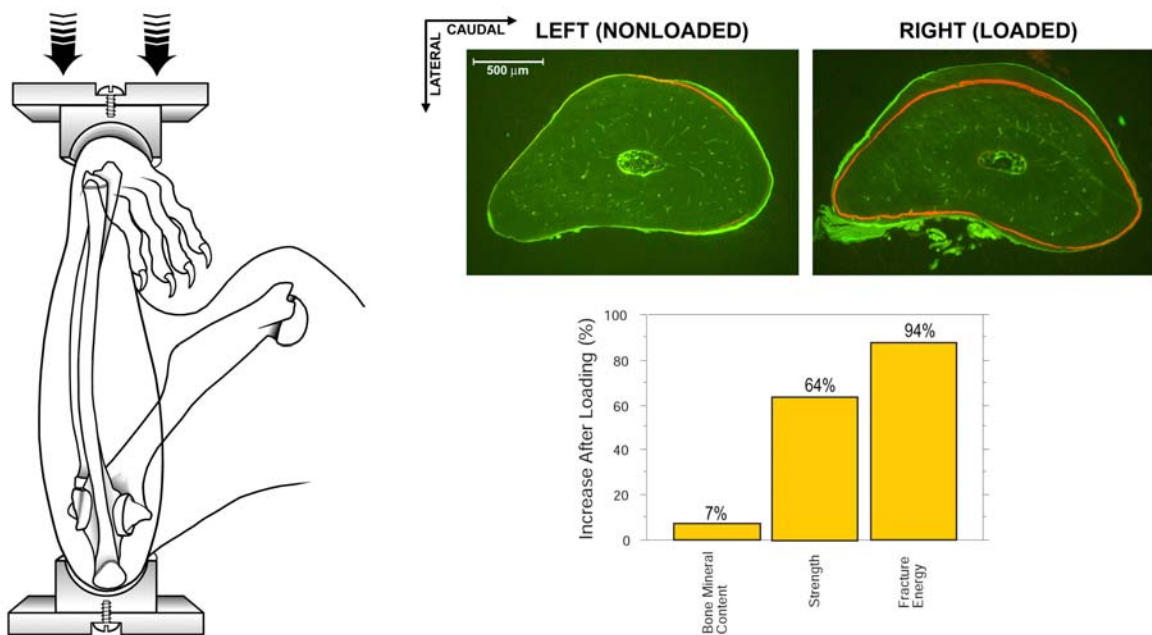 CAUDAL
LATERAL
LEFT (NONLOADED)
500 µm
RIGHT (LOADED)
Increase After Loading (%)
100
80
60
40
20
0
7%
64%
94%
Bone Mineral
Content
Strength
Fracture
Energy